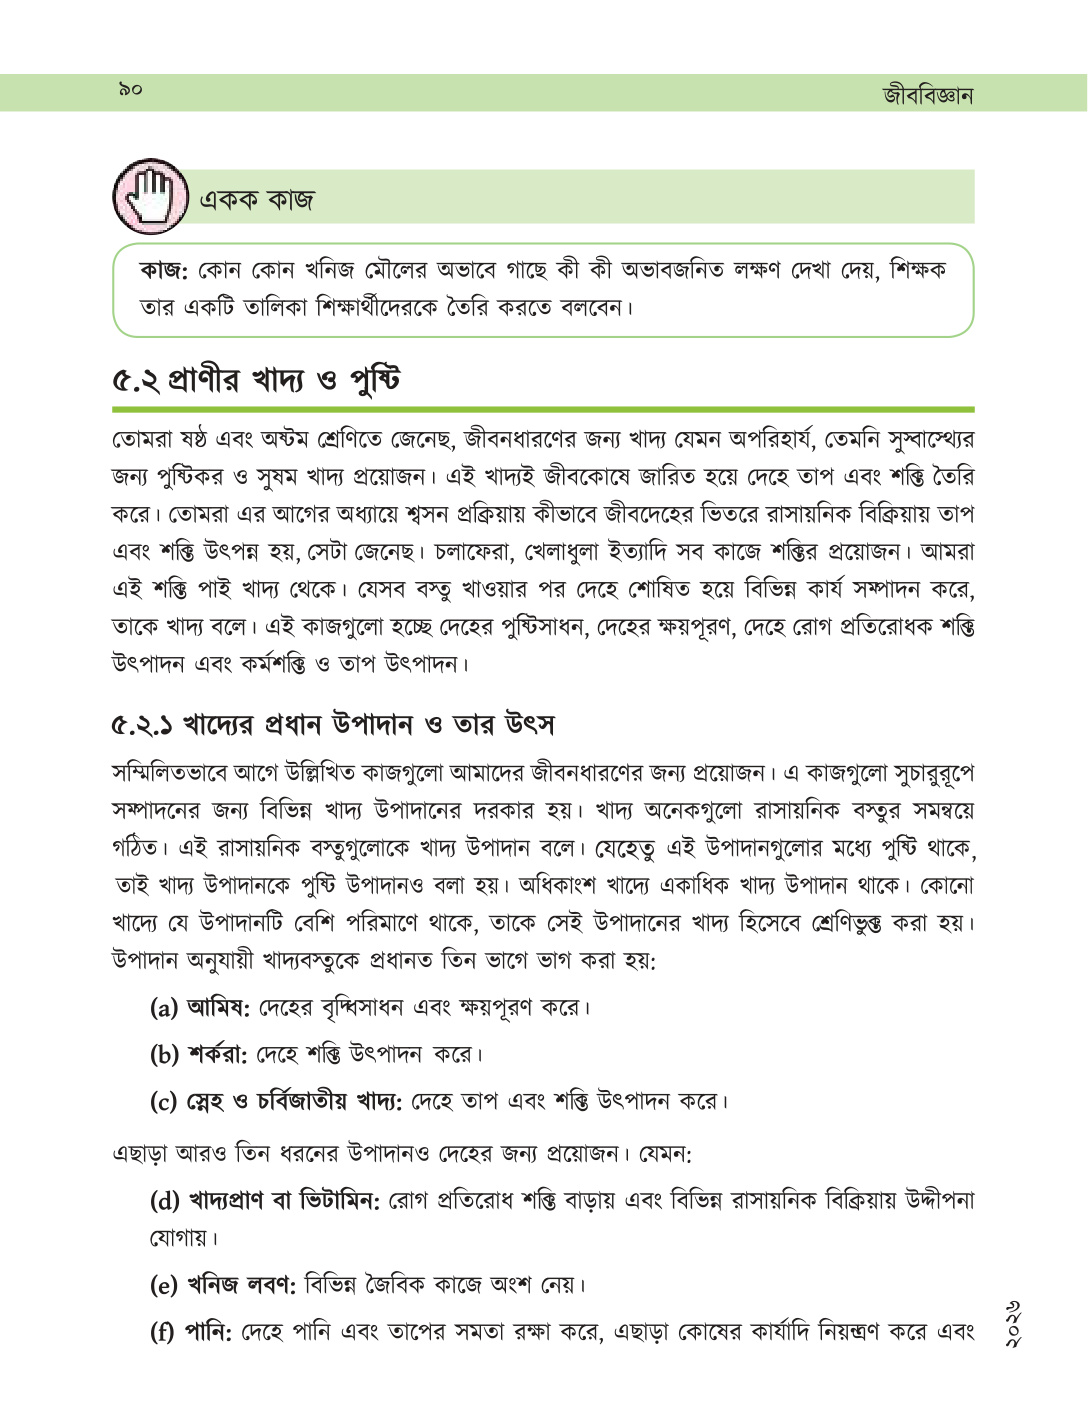 ৯০
জীববিজ্ঞান
একক কাজ
কাজ: কোন কোন খনিজ মৌলের অভাবে গাছে কী কী অভাবজনিত লক্ষণ দেখা দেয়, শিক্ষক
তার একটি তালিকা শিক্ষার্থীদেরকে তৈরি করতে বলবেন।
৫.২ প্রাণীর খাদ্য ও পুষ্টি
তোমরা ষষ্ঠ এবং অষ্টম শ্রেণিতে জেনেছ, জীবনধারণের জন্য খাদ্য যেমন অপরিহার্য, তেমনি সুস্বাস্থ্যের
জন্য পুষ্টিকর ও সুষম খাদ্য প্রয়োজন। এই খাদ্যই জীবকোষে জারিত হয়ে দেহে তাপ এবং শক্তি তৈরি
করে। তোমরা এর আগের অধ্যায়ে শ্বসন প্রক্রিয়ায় কীভাবে জীবদেহের ভিতরে রাসায়নিক বিক্রিয়ায় তাপ
এবং শক্তি উৎপন্ন হয়, সেটা জেনেছ। চলাফেরা, খেলাধুলা ইত্যাদি সব কাজে শক্তির প্রয়োজন। আমরা
এই শক্তি পাই খাদ্য থেকে। যেসব বস্তু খাওয়ার পর দেহে শোষিত হয়ে বিভিন্ন কার্য সম্পাদন করে,
তাকে খাদ্য বলে। এই কাজগুলো হচ্ছে দেহের পুষ্টিসাধন, দেহের ক্ষয়পূরণ, দেহে রোগ প্রতিরোধক শক্তি
উৎপাদন এবং কর্মশক্তি ও তাপ উৎপাদন।
৫.২.১ খাদ্যের প্রধান উপাদান ও তার উৎস
সম্মিলিতভাবে আগে উল্লিখিত কাজগুলো আমাদের জীবনধারণের জন্য প্রয়োজন। এ কাজগুলো সুচারুরূপে
সম্পাদনের জন্য বিভিন্ন খাদ্য উপাদানের দরকার হয়। খাদ্য অনেকগুলো রাসায়নিক বস্তুর সমন্বয়ে
গঠিত। এই রাসায়নিক বস্তুগুলোকে খাদ্য উপাদান বলে। যেহেতু এই উপাদানগুলোর মধ্যে পুষ্টি থাকে,
তাই খাদ্য উপাদানকে পুষ্টি উপাদানও বলা হয়। অধিকাংশ খাদ্যে একাধিক খাদ্য উপাদান থাকে। কোনো
খাদ্যে যে উপাদানটি বেশি পরিমাণে থাকে, তাকে সেই উপাদানের খাদ্য হিসেবে শ্রেণিভুক্ত করা হয়।
উপাদান অনুযায়ী খাদ্যবস্তুকে প্রধানত তিন ভাগে ভাগ করা হয়:
(a) আমিষ: দেহের বৃদ্ধিসাধন এবং ক্ষয়পূরণ করে।
(b) শর্করা: দেহে শক্তি উৎপাদন করে।
(c) স্নেহ ও চর্বিজাতীয় খাদ্য: দেহে তাপ এবং শক্তি উৎপাদন করে।
এছাড়া আরও তিন ধরনের উপাদানও দেহের জন্য প্রয়োজন। যেমন:
(d) খাদ্যপ্রাণ বা ভিটামিন: রোগ প্রতিরোধ শক্তি বাড়ায় এবং বিভিন্ন রাসায়নিক বিক্রিয়ায় উদ্দীপনা
যোগায়।
(e) খনিজ লবণ: বিভিন্ন জৈবিক কাজে অংশ নেয়।
(f) পানি: দেহে পানি এবং তাপের সমতা রক্ষা করে, এছাড়া কোষের কার্যাদি নিয়ন্ত্রণ করে এবং
২০২৬